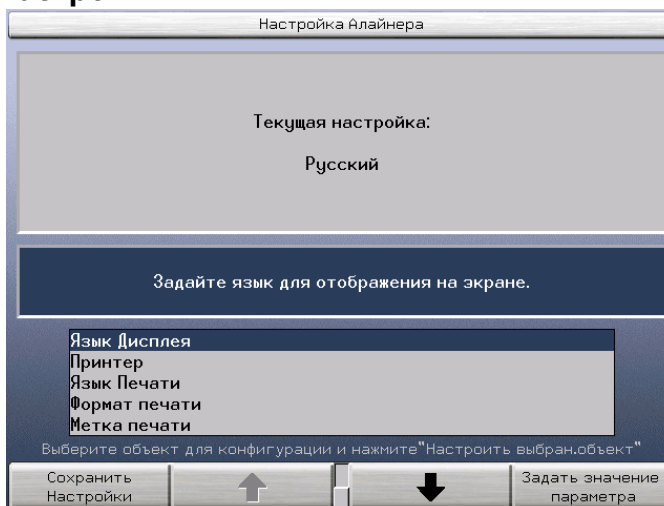 Настройка Алайнера
Текущая настройка:
Русский
Задайте язык для отображения на экране.
Язык Дисплея
Принтер
Язык Печати
Формат печати
Метка печати
Выберите объект для конфигурации и нажмите"Настроить выбран.объект"
Сохранить
Настройки
Задать значение
параметра